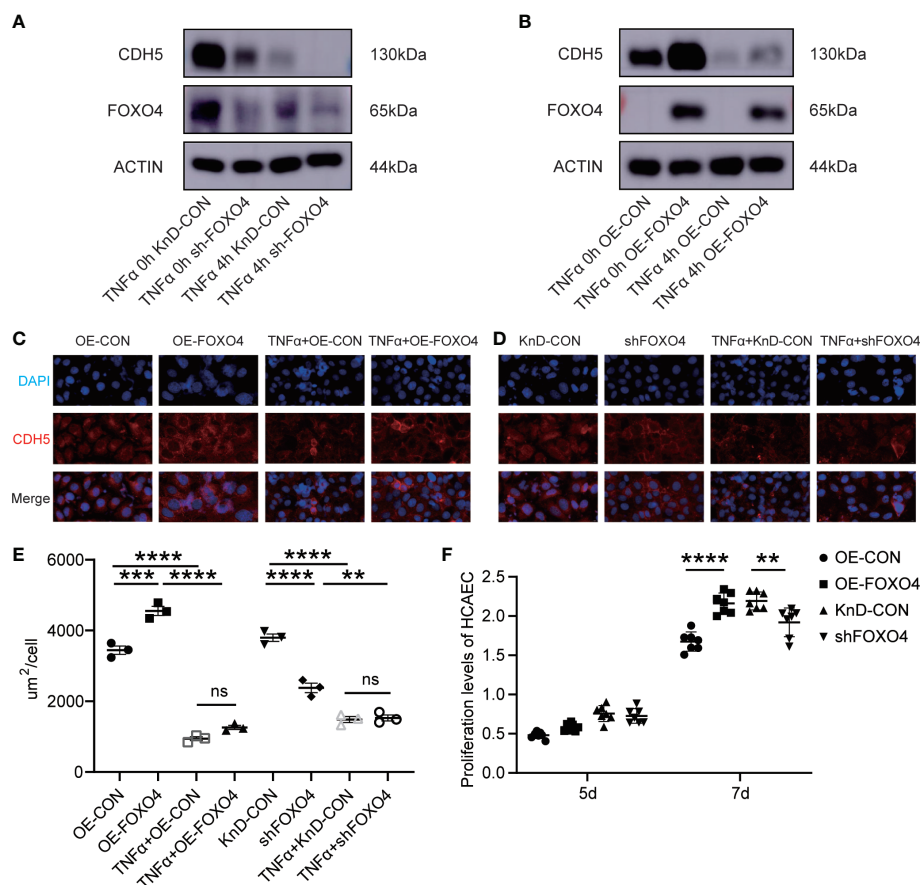 A
CDH5
130kDa
FOXO4
65kDa
ACTIN
44kDa
TNFα 0h KnD-CON
TNFα 0h sh-FOXO4
TNFα 4h KnD-CON
TNFα 4h sh-FOXO4
B
CDH5
130kDa
FOXO4
65kDa
ACTIN
44kDa
TNFα 0h OE-CON
TNFα 0h OE-FOXO4
TNFα 4h OE-CON
TNFα 4h OE-FOXO4
C
OE-CON
OE-FOXO4
TNFα+OE-CON
TNFα+OE-FOXO4
DAPI
CDH5
Merge
D
KnD-CON
shFOXO4
TNFα+KnD-CON
TNFα+shFOXO4
E
um²/cell
6000
4000
2000
0
****
***
****
ns
****
****
**
ns
OE-CON
OE-FOXO4
TNFα+OE-CON
TNFα+OE-FOXO4
KnD-CON
shFOXO4
TNFα+KnD-CON
TNFα+shFOXO4
F
Proliferation levels of HCAEC
2.5
2.0
1.5
1.0
0.5
0.0
****
**
5d
7d
OE-CON
OE-FOXO4
KnD-CON
shFOXO4